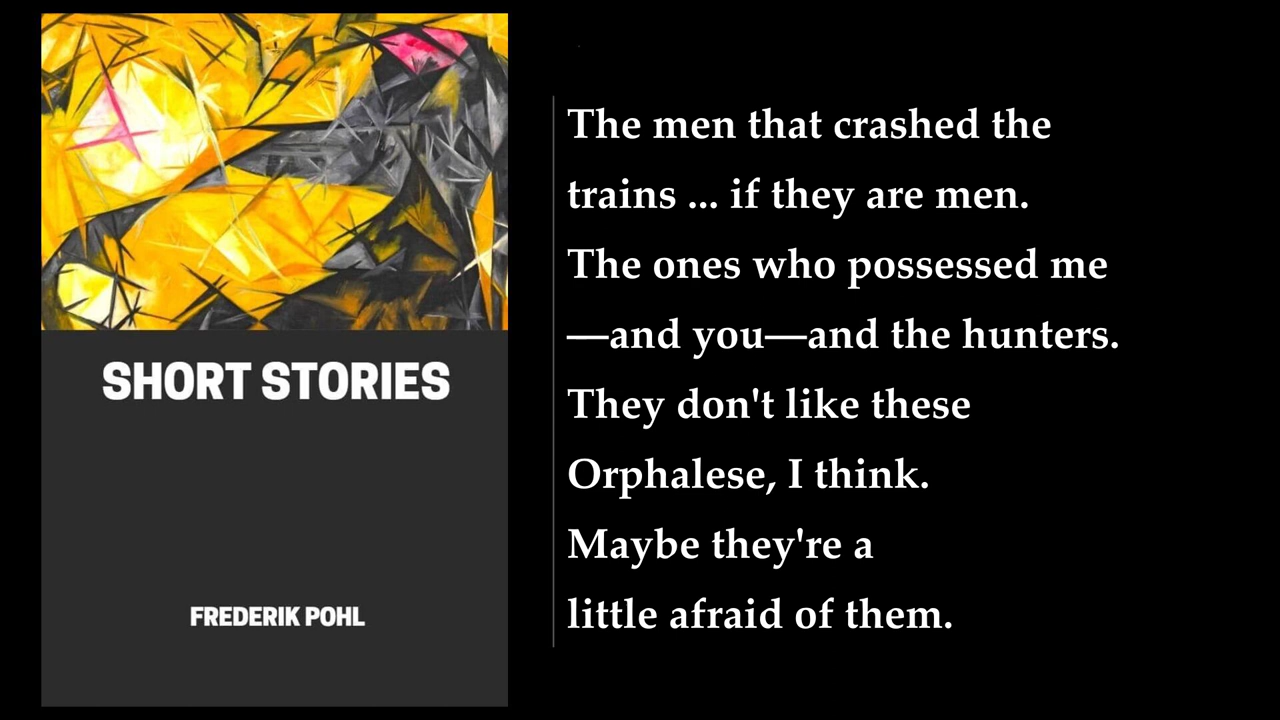 SHORT STORIES
FREDERIK POHL
The men that crashed the
trains ... if they are men.
The ones who possessed me
—and you—and the hunters.
They don't like these
Orphalese, I think.
Maybe they're a
little afraid of them.